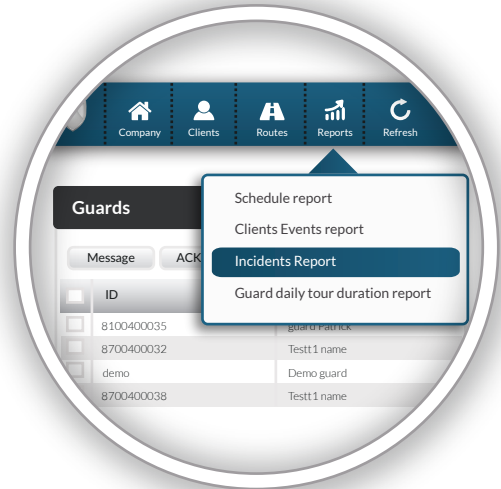 Company Clients Routes Reports Refresh
Schedule report
Clients Events report
Incidents Report
Guard daily tour duration report
Guards
Message ACK
ID
8100400035 guard Patrick
8700400032 Testt1 name
demo Demo guard
8700400038 Testt1 name